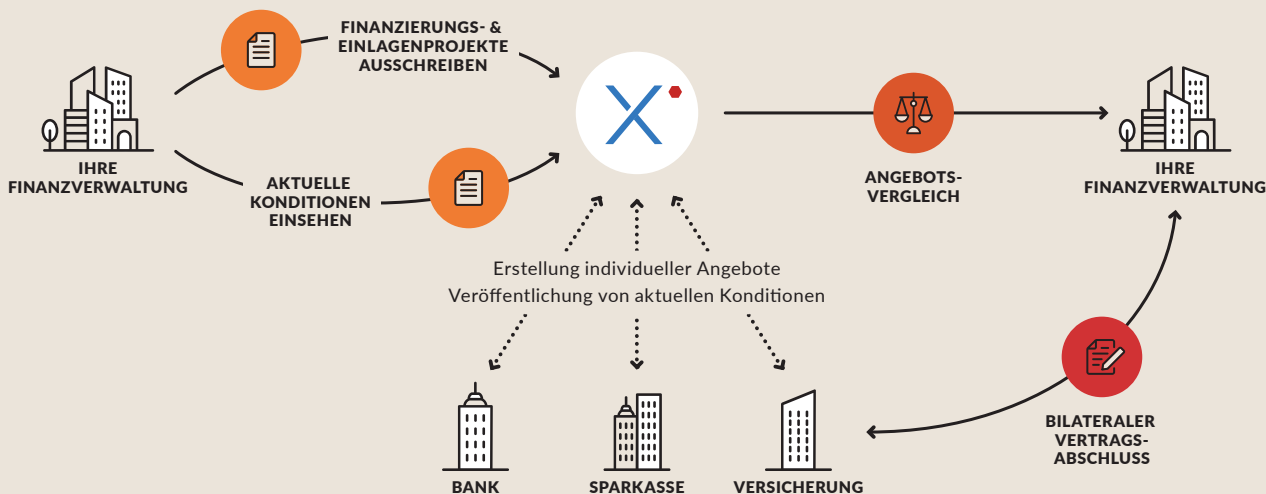 FINANZIERUNGS- &
EINLAGENPROJEKTE
AUSSCHREIBEN
IHRE
FINANZVERWALTUNG
AKTUELLE
KONDITIONEN
EINSEHEN
ANGEBOTS-
VERGLEICH
IHRE
FINANZVERWALTUNG
Erstellung individueller Angebote
Veröffentlichung von aktuellen Konditionen
BILATERALER
VERTRAGS-
ABSCHLUSS
BANK
SPARKASSE
VERSICHERUNG